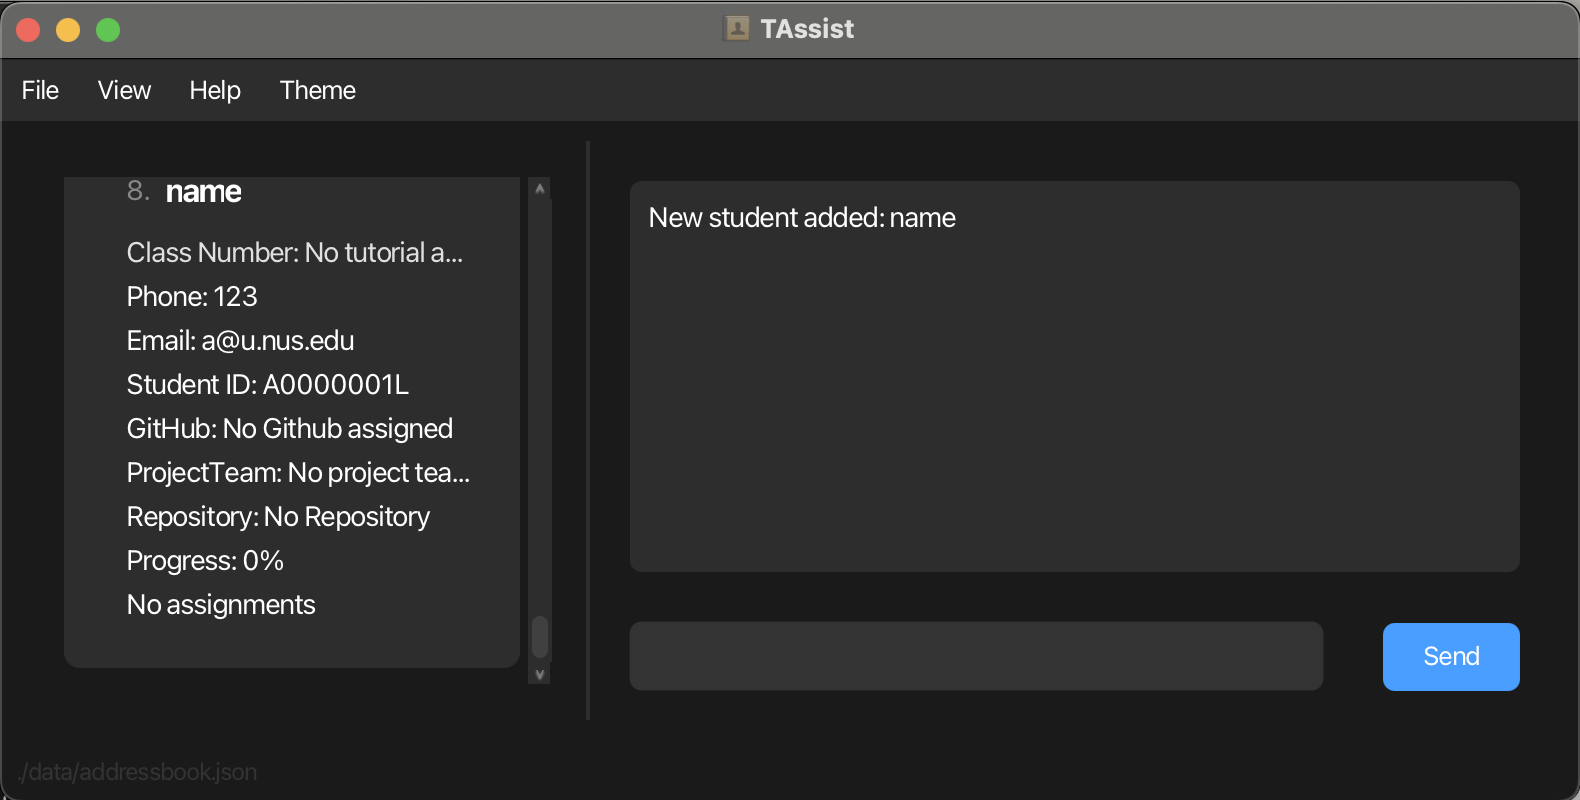 TAssist
File View Help Theme
8. name
Class Number: No tutorial a...
Phone: 123
Email: a@u.nus.edu
Student ID: A0000001L
GitHub: No Github assigned
ProjectTeam: No project tea...
Repository: No Repository
Progress: 0%
No assignments
New student added: name
Send
./data/addressbook.json